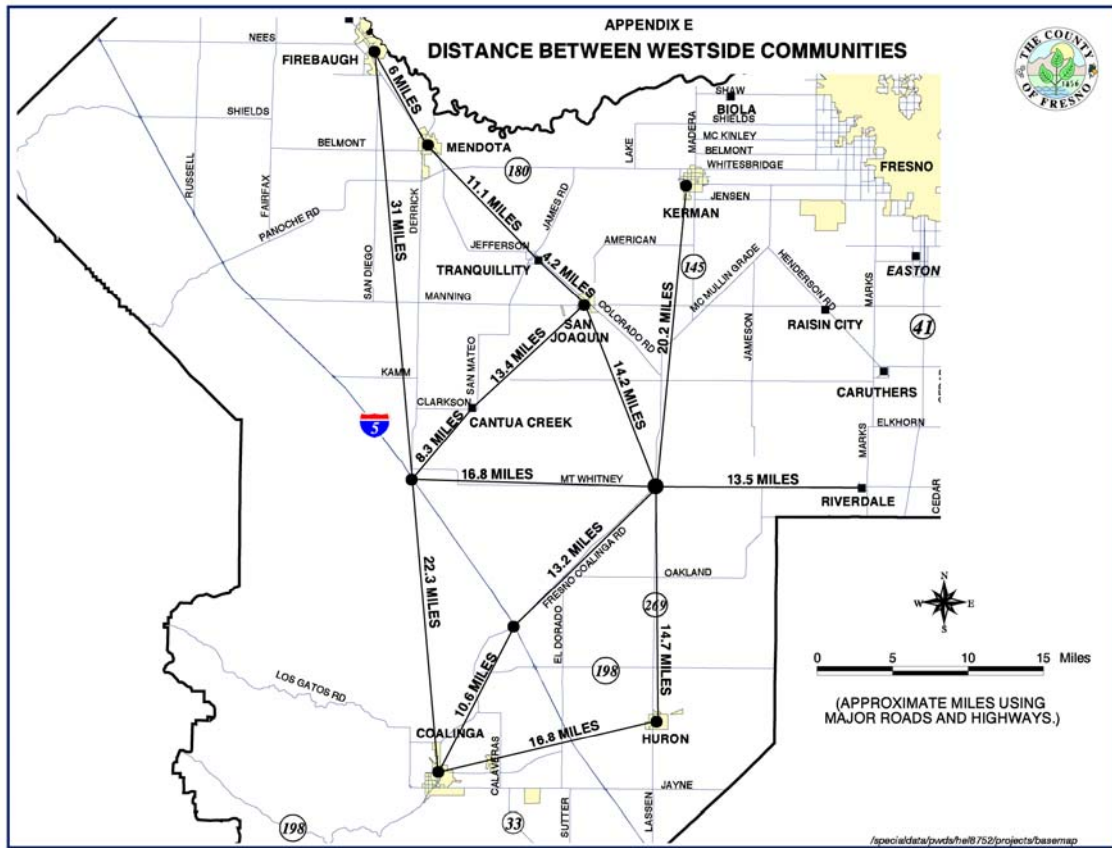 APPENDIX E
DISTANCE BETWEEN WESTSIDE COMMUNITIES
THE COUNTY
OF FRESNO
1856
NEES
FIREBAUGH
6 MILES
SHAW
BIOLA
SHIELDS
SHIELDS
MC KINLEY
BELMONT
BELMONT
MENDOTA
LAKE
MADERA
WHITESBRIDGE
FRESNO
180
JENSEN
KERMAN
RUSSELL
FAIRFAX
PANOCHE RD
SAN DIEGO
31 MILES
DERRICK
11.1 MILES
JAMES RD
JEFFERSON
AMERICAN
TRANQUILLITY
4.2 MILES
145
MC MULLIN GRADE
HENDERSON RD
MARKS
EASTON
MANNING
SAN
JOAQUIN
COLORADO RD
20.2 MILES
JAMESON
RAISIN CITY
41
KAMM
SAN MATEO
13.4 MILES
14.2 MILES
CARUTHERS
CEDAR
CLARKSON
CANTUA CREEK
5
8.3 MILES
MARKS
ELKHORN
16.8 MILES
MT WHITNEY
13.5 MILES
RIVERDALE
CEDAR
13.2 MILES
FRESNO COALINGA RD
OAKLAND
22.3 MILES
269
N
W
E
S
EL DORADO
198
14.7 MILES
0 5 10 15 Miles
LOS GATOS RD
10.6 MILES
(APPROXIMATE MILES USING
MAJOR ROADS AND HIGHWAYS.)
COALINGA
16.8 MILES
HURON
CALAVERAS
JAYNE
198
33
SUTTER
LASSEN
/specialdata/pwds/hel8752/projects/basemap